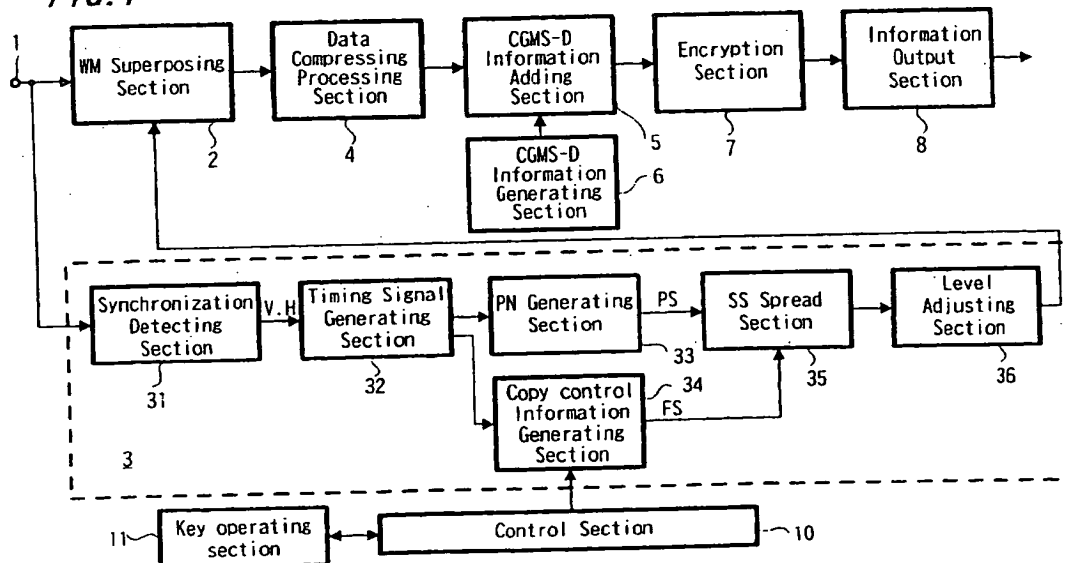 FIG.1
1
WM Superposing
Section
2
Data
Compressing
Processing
Section
4
CGMS-D
Information
Adding
Section
5
Encryption
Section
7
Information
Output
Section
8
CGMS-D
Information
Generating
Section
6
Synchronization
Detecting
Section
31
V.H
Timing Signal
Generating
Section
32
PN Generating
Section
33
PS
SS Spread
Section
35
Level
Adjusting
Section
36
Copy control
Information
Generating
Section
34
FS
3
Key operating
section
11
Control Section
10